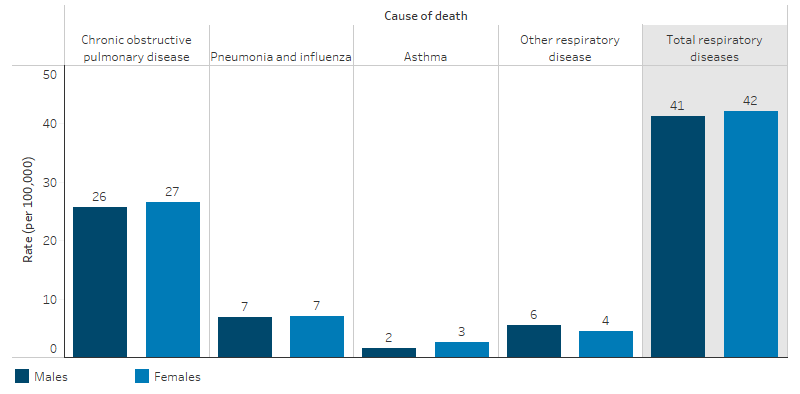 Cause of death
Chronic obstructive
pulmonary disease
Pneumonia and influenza
Asthma
Other respiratory
disease
Total respiratory
diseases
Rate (per 100,000)
50
40
30
20
10
0
26
27
7
7
2
3
6
4
41
42
Males
Females